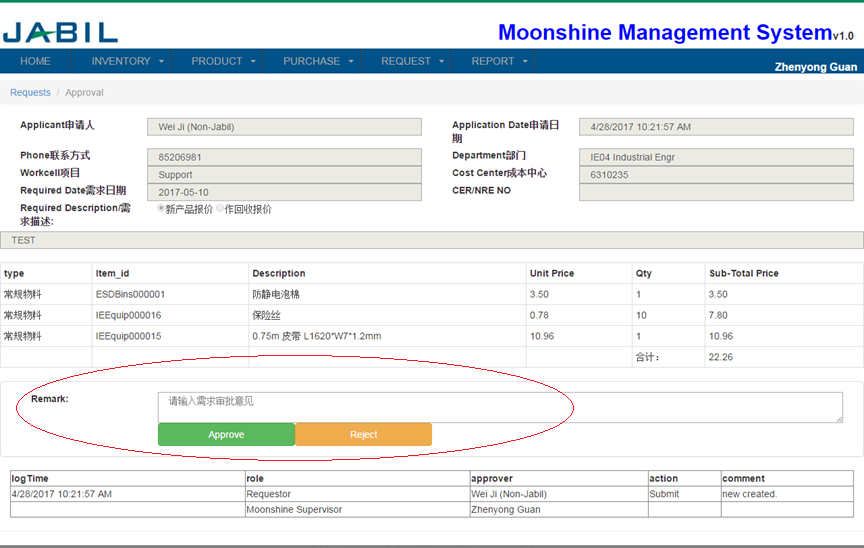 JABIL
Moonshine Management Systemv1.0
HOME INVENTORY PRODUCT PURCHASE REQUEST REPORT
Zhenyong Guan
Requests / Approval
Applicant申请人 Wei Ji (Non-Jabil) Application Date申请日期 4/28/2017 10:21:57 AM
Phone联系方式 85206981 Department部门 IE04 Industrial Engr
Workcell项目 Support Cost Center成本中心 6310235
Required Date需求日期 2017-05-10 CER/NRE NO
Required Description/需求描述: 新产品报价 作回收报价
TEST
type Item_id Description Unit Price Qty Sub-Total Price
常规物料 ESDBins000001 防静电泡棉 3.50 1 3.50
常规物料 IEEquip000016 保险丝 0.78 10 7.80
常规物料 IEEquip000015 0.75m 皮带 L1620*W7*1.2mm 10.96 1 10.96
合计： 22.26
Remark: 请输入需求审批意见
Approve Reject
logTime role approver action comment
4/28/2017 10:21:57 AM Requestor Wei Ji (Non-Jabil) Submit new created.
Moonshine Supervisor Zhenyong Guan